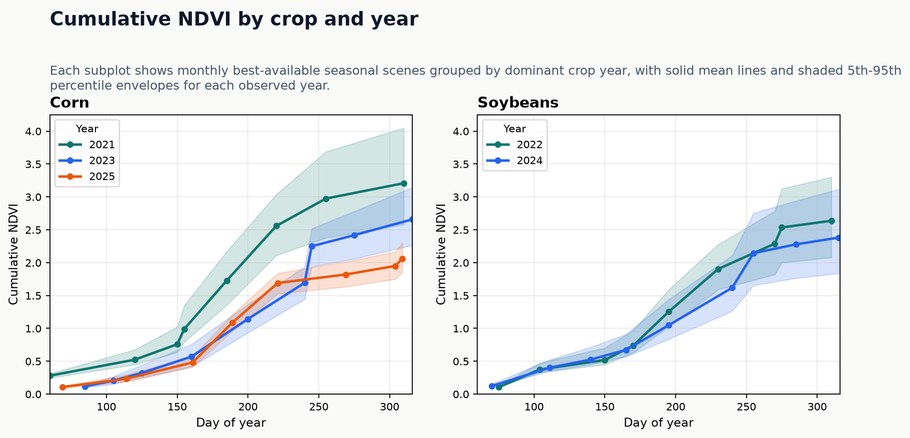 Cumulative NDVI by crop and year
Each subplot shows monthly best-available seasonal scenes grouped by dominant crop year, with solid mean lines and shaded 5th-95th
percentile envelopes for each observed year.
Corn
Year
2021
2023
2025
4.0
3.5
3.0
2.5
2.0
1.5
1.0
0.5
0.0
Cumulative NDVI
100 150 200 250 300
Day of year
Soybeans
Year
2022
2024
4.0
3.5
3.0
2.5
2.0
1.5
1.0
0.5
0.0
Cumulative NDVI
100 150 200 250 300
Day of year